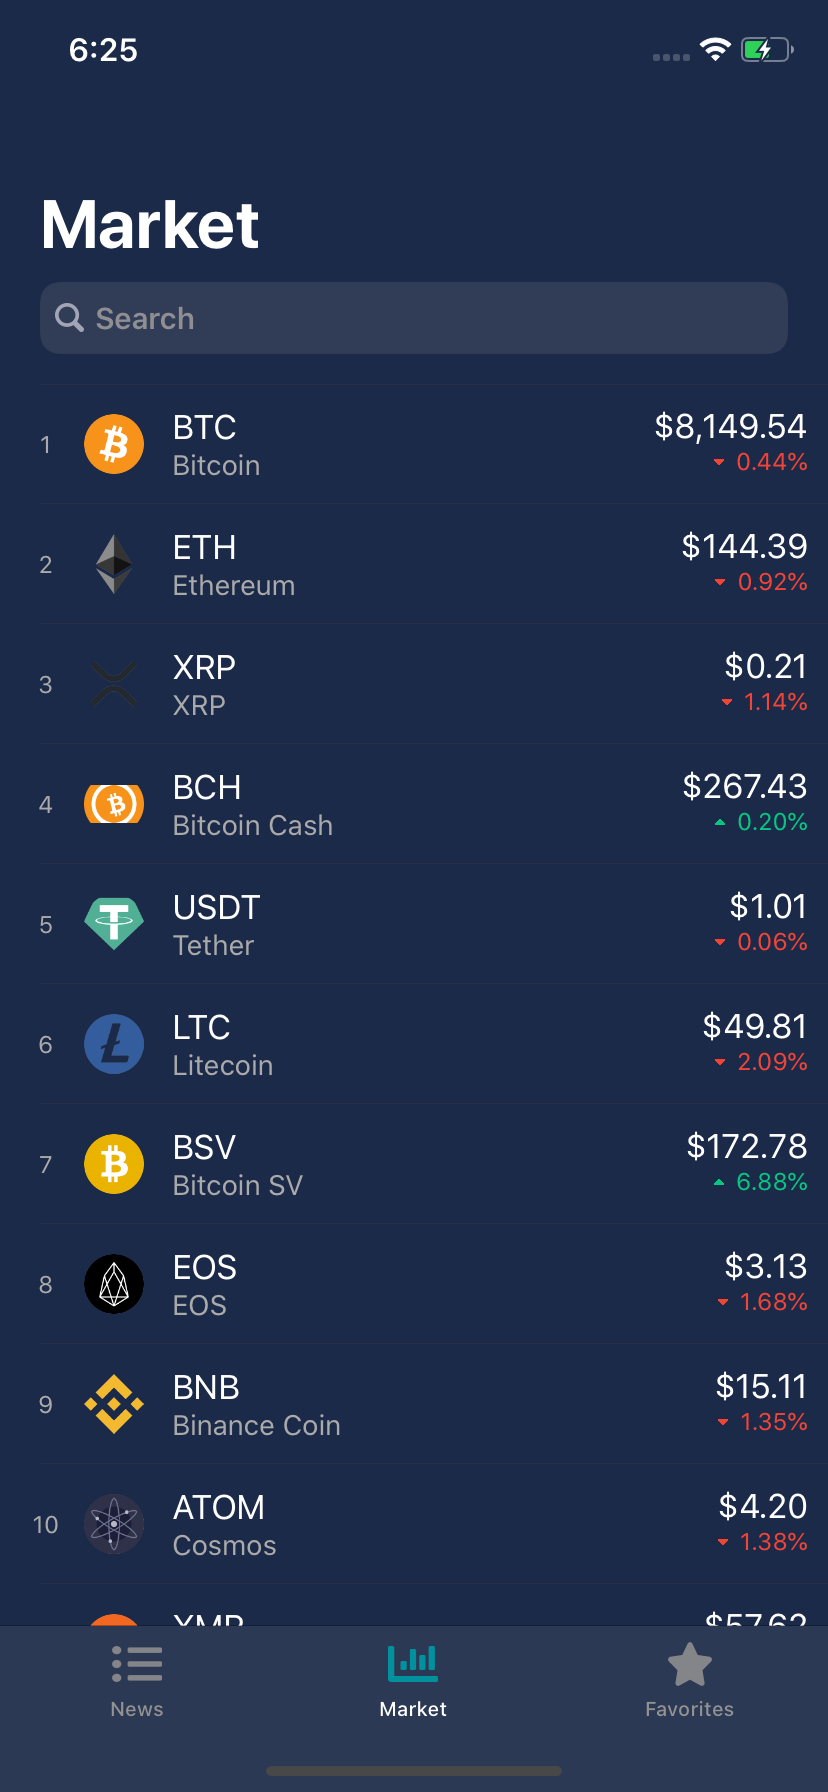 6:25
Market
Search
1 BTC $8,149.54
Bitcoin 0.44%
2 ETH $144.39
Ethereum 0.92%
3 XRP $0.21
XRP 1.14%
4 BCH $267.43
Bitcoin Cash 0.20%
5 USDT $1.01
Tether 0.06%
6 LTC $49.81
Litecoin 2.09%
7 BSV $172.78
Bitcoin SV 6.88%
8 EOS $3.13
EOS 1.68%
9 BNB $15.11
Binance Coin 1.35%
10 ATOM $4.20
Cosmos 1.38%
XMR $57.62
News Market Favorites